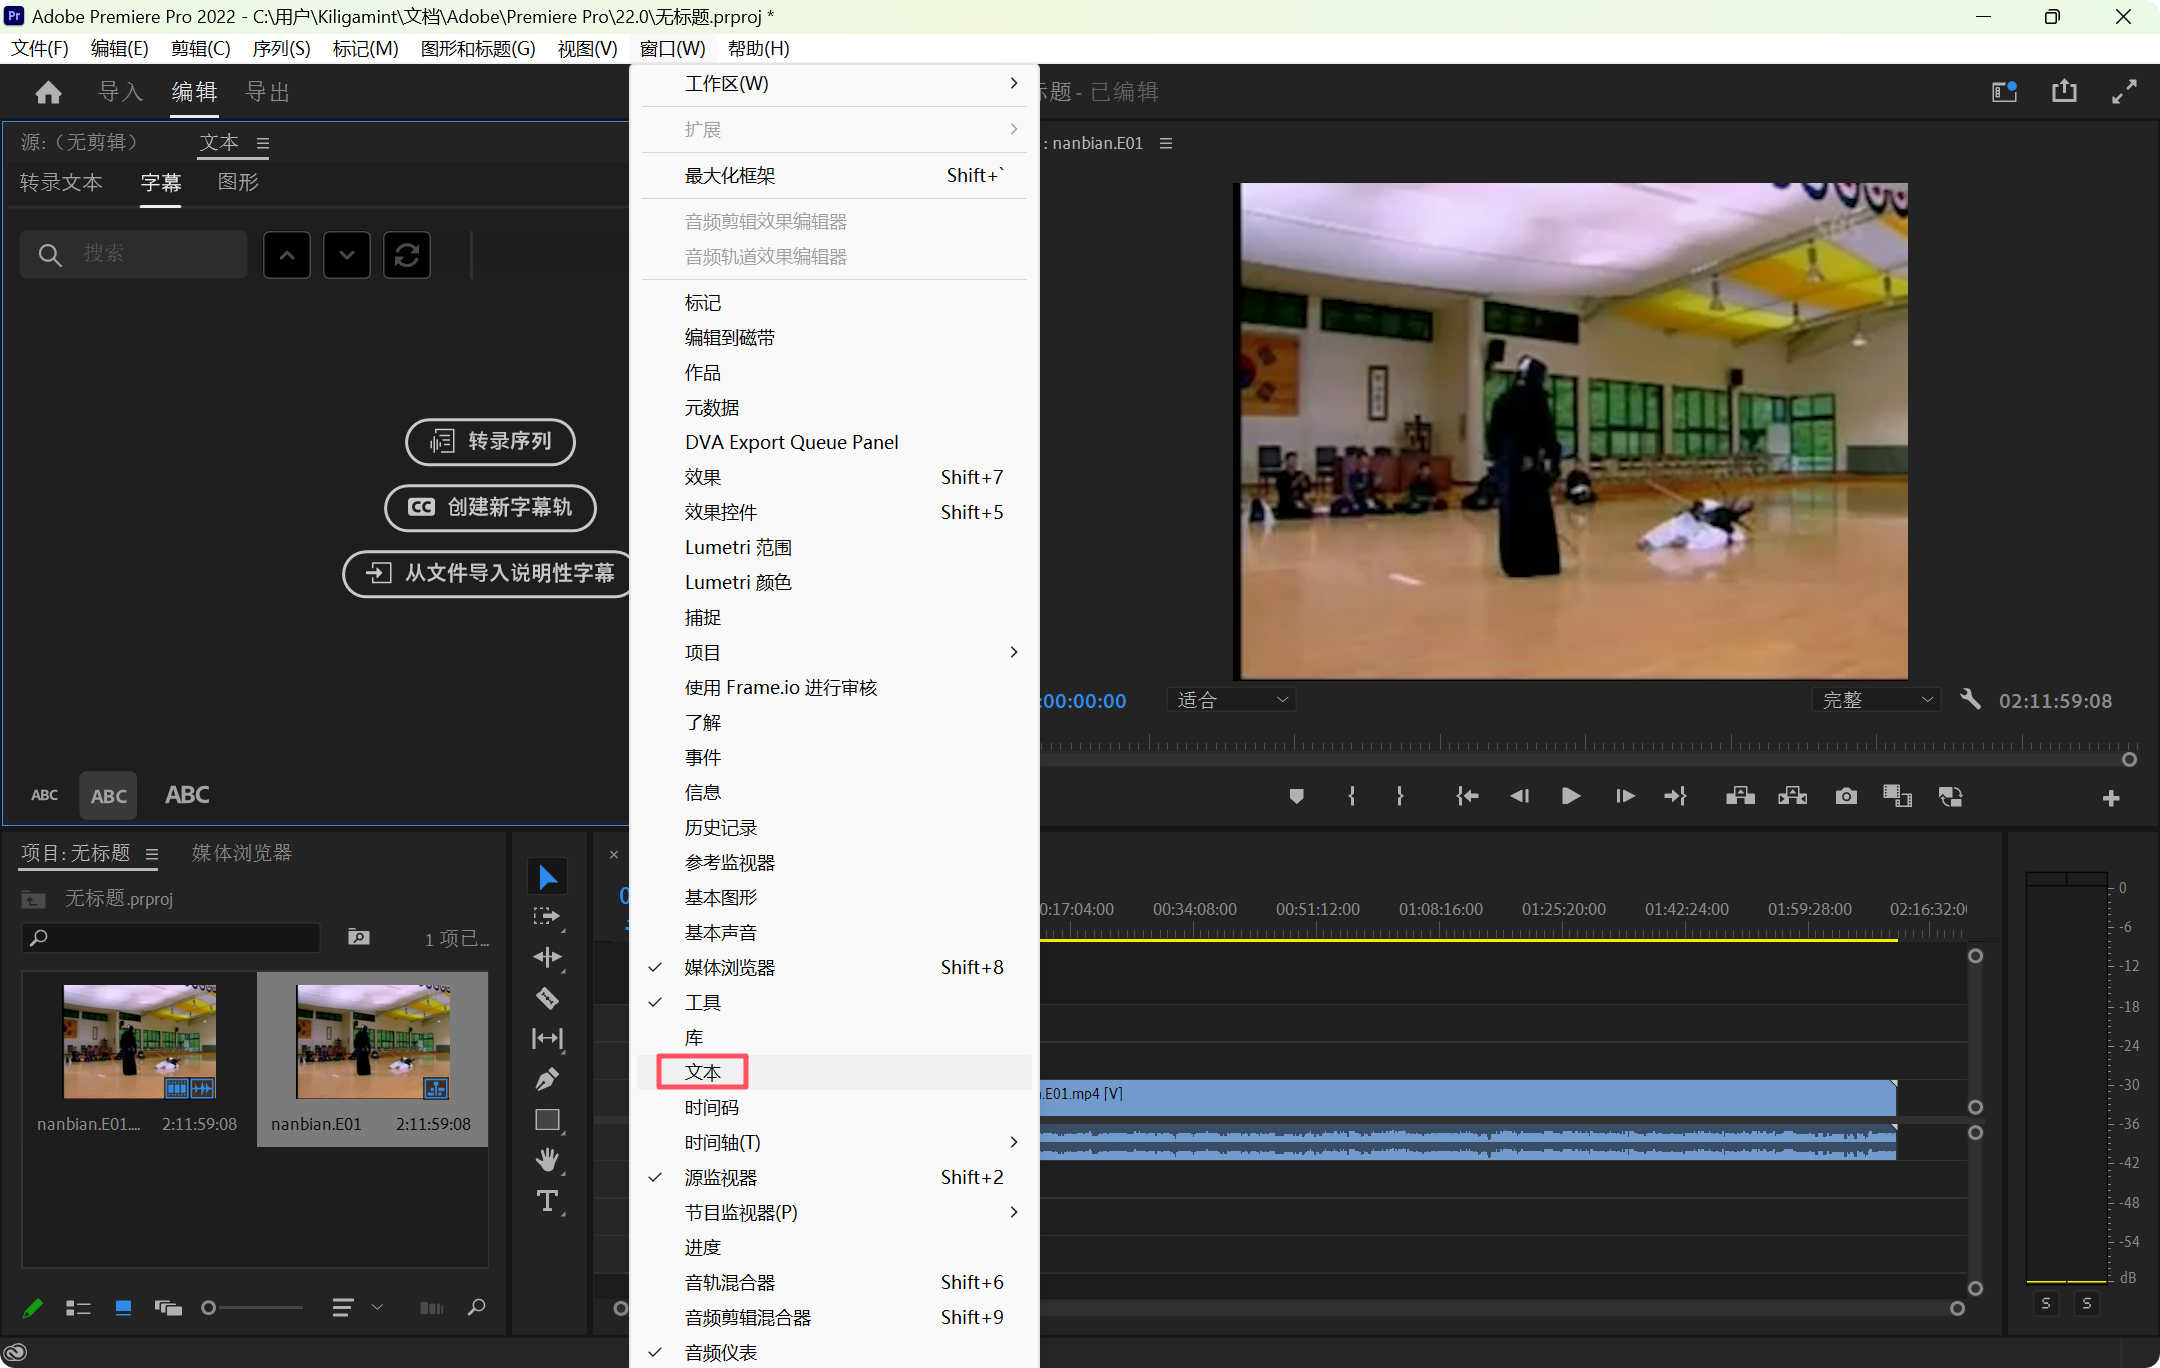 Adobe Premiere Pro 2022 - C:\用户\Kiligamint\文档\Adobe\Premiere Pro\22.0\无标题.prproj *
文件(F) 编辑(E) 剪辑(C) 序列(S) 标记(M) 图形和标题(G) 视图(V) 窗口(W) 帮助(H)
导入 编辑 导出
标题 - 已编辑
源:（无剪辑） 文本
: nanbian.E01
转录文本 字幕 图形
搜索
转录序列
创建新字幕轨
从文件导入说明性字幕
ABC ABC ABC
工作区(W)
扩展
最大化框架 Shift+`
音频剪辑效果编辑器
音频轨道效果编辑器
标记
编辑到磁带
作品
元数据
DVA Export Queue Panel
效果 Shift+7
效果控件 Shift+5
Lumetri 范围
Lumetri 颜色
捕捉
项目
使用 Frame.io 进行审核
了解
事件
信息
历史记录
参考监视器
基本图形
基本声音
媒体浏览器 Shift+8
工具
库
文本
时间码
时间轴(T)
源监视器 Shift+2
节目监视器(P)
进度
音轨混合器 Shift+6
音频剪辑混合器 Shift+9
音频仪表
:00:00:00 适合 完整 02:11:59:08
项目: 无标题 媒体浏览器
无标题.prproj
1 项已...
nanbian.E01.... 2:11:59:08
nanbian.E01 2:11:59:08
0:17:04:00 00:34:08:00 00:51:12:00 01:08:16:00 01:25:20:00 01:42:24:00 01:59:28:00 02:16:32:0
.E01.mp4 [V]
0
-6
-12
-18
-24
-30
-36
-42
-48
-54
dB
S S